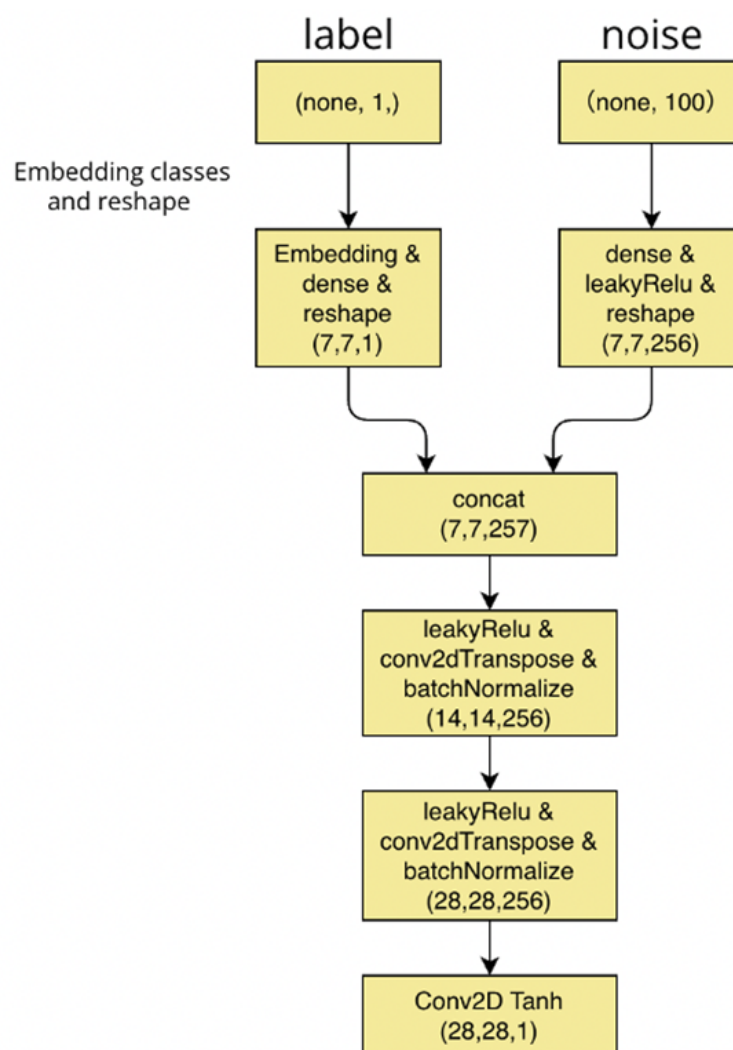 label
noise
(none, 1,)
（none, 100）
Embedding classes
and reshape
Embedding &
dense &
reshape
(7,7,1)
dense &
leakyRelu &
reshape
(7,7,256)
concat
(7,7,257)
leakyRelu &
conv2dTranspose &
batchNormalize
(14,14,256)
leakyRelu &
conv2dTranspose &
batchNormalize
(28,28,256)
Conv2D Tanh
(28,28,1)